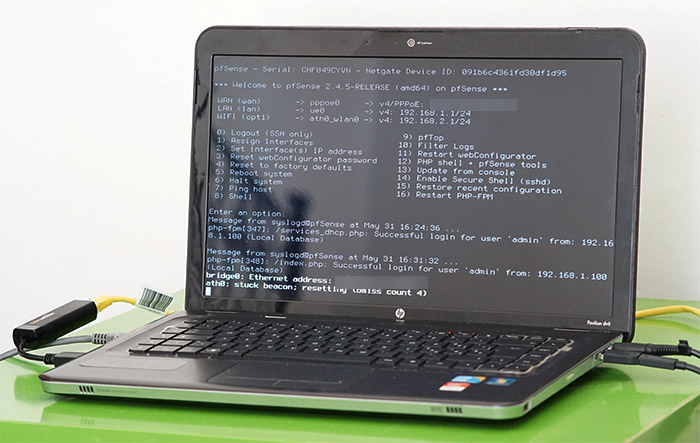 pfSense - Serial: CNF049CYVN - Netgate Device ID: 091b6c4361fd30df1d95
*** Welcome to pfSense 2.4.5-RELEASE (amd64) on pfSense ***
WAN (wan) -> pppoe0 -> v4/PPPoE:
LAN (lan) -> ue0 -> v4: 192.168.1.1/24
WIFI (opt1) -> ath0_wlan0 -> v4: 192.168.2.1/24
0) Logout (SSH only) 9) pfTop
1) Assign Interfaces 10) Filter Logs
2) Set interface(s) IP address 11) Restart webConfigurator
3) Reset webConfigurator password 12) PHP shell + pfSense tools
4) Reset to factory defaults 13) Update from console
5) Reboot system 14) Enable Secure Shell (sshd)
6) Halt system 15) Restore recent configuration
7) Ping host 16) Restart PHP-FPM
8) Shell
Enter an option:
Message from syslogd@pfSense at May 31 16:24:36 ...
php-fpm[347]: /services_dhcp.php: Successful login for user 'admin' from: 192.16
8.1.100 (Local Database)
Message from syslogd@pfSense at May 31 16:31:32 ...
php-fpm[348]: /index.php: Successful login for user 'admin' from: 192.168.1.100
(Local Database)
bridge0: Ethernet address:
ath0: stuck beacon; resetting (bmiss count 4)
hp
Pavilion dv6